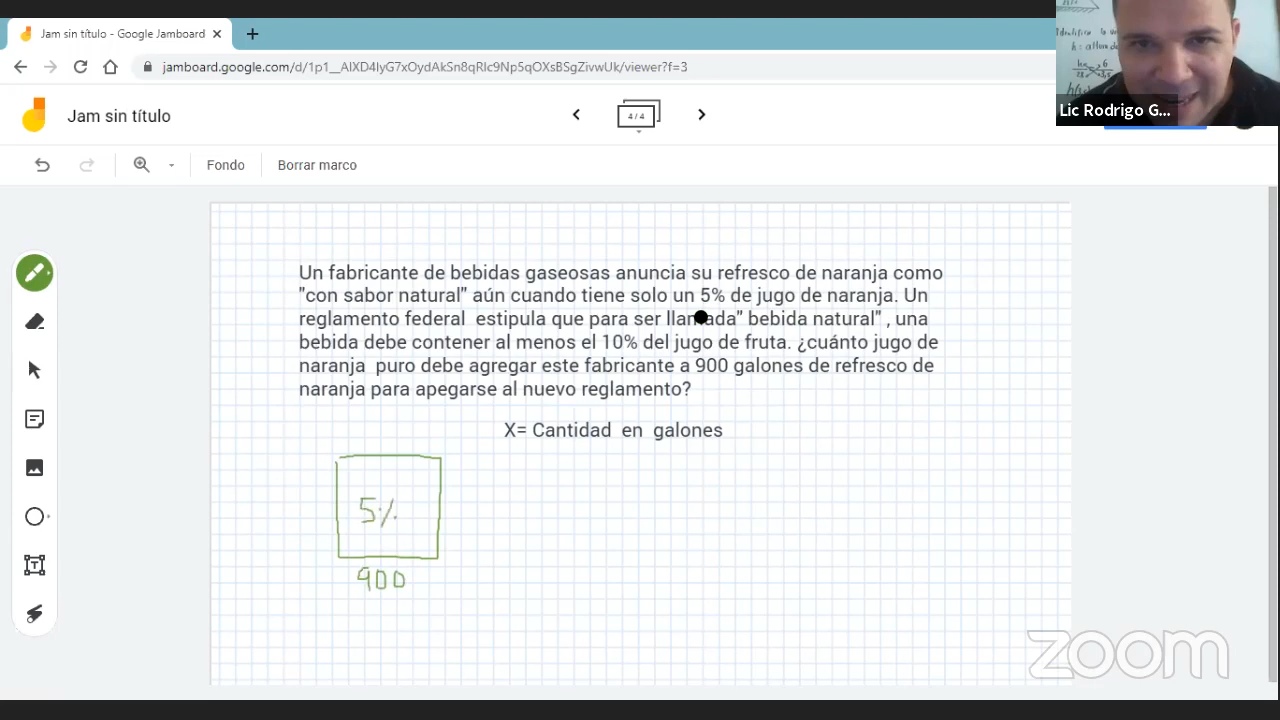 Jam sin título - Google Jamboard
jamboard.google.com/d/1p1__AIXD4IyG7xOydAkSn8qRIc9Np5qOXsBSgZivwUk/viewer?f=3
Jam sin título
4 / 4
Lic Rodrigo G...
Fondo
Borrar marco
Un fabricante de bebidas gaseosas anuncia su refresco de naranja como
"con sabor natural" aún cuando tiene solo un 5% de jugo de naranja. Un
reglamento federal estipula que para ser llamada" bebida natural" , una
bebida debe contener al menos el 10% del jugo de fruta. ¿cuánto jugo de
naranja puro debe agregar este fabricante a 900 galones de refresco de
naranja para apegarse al nuevo reglamento?
X= Cantidad en galones
5%
900
zoom